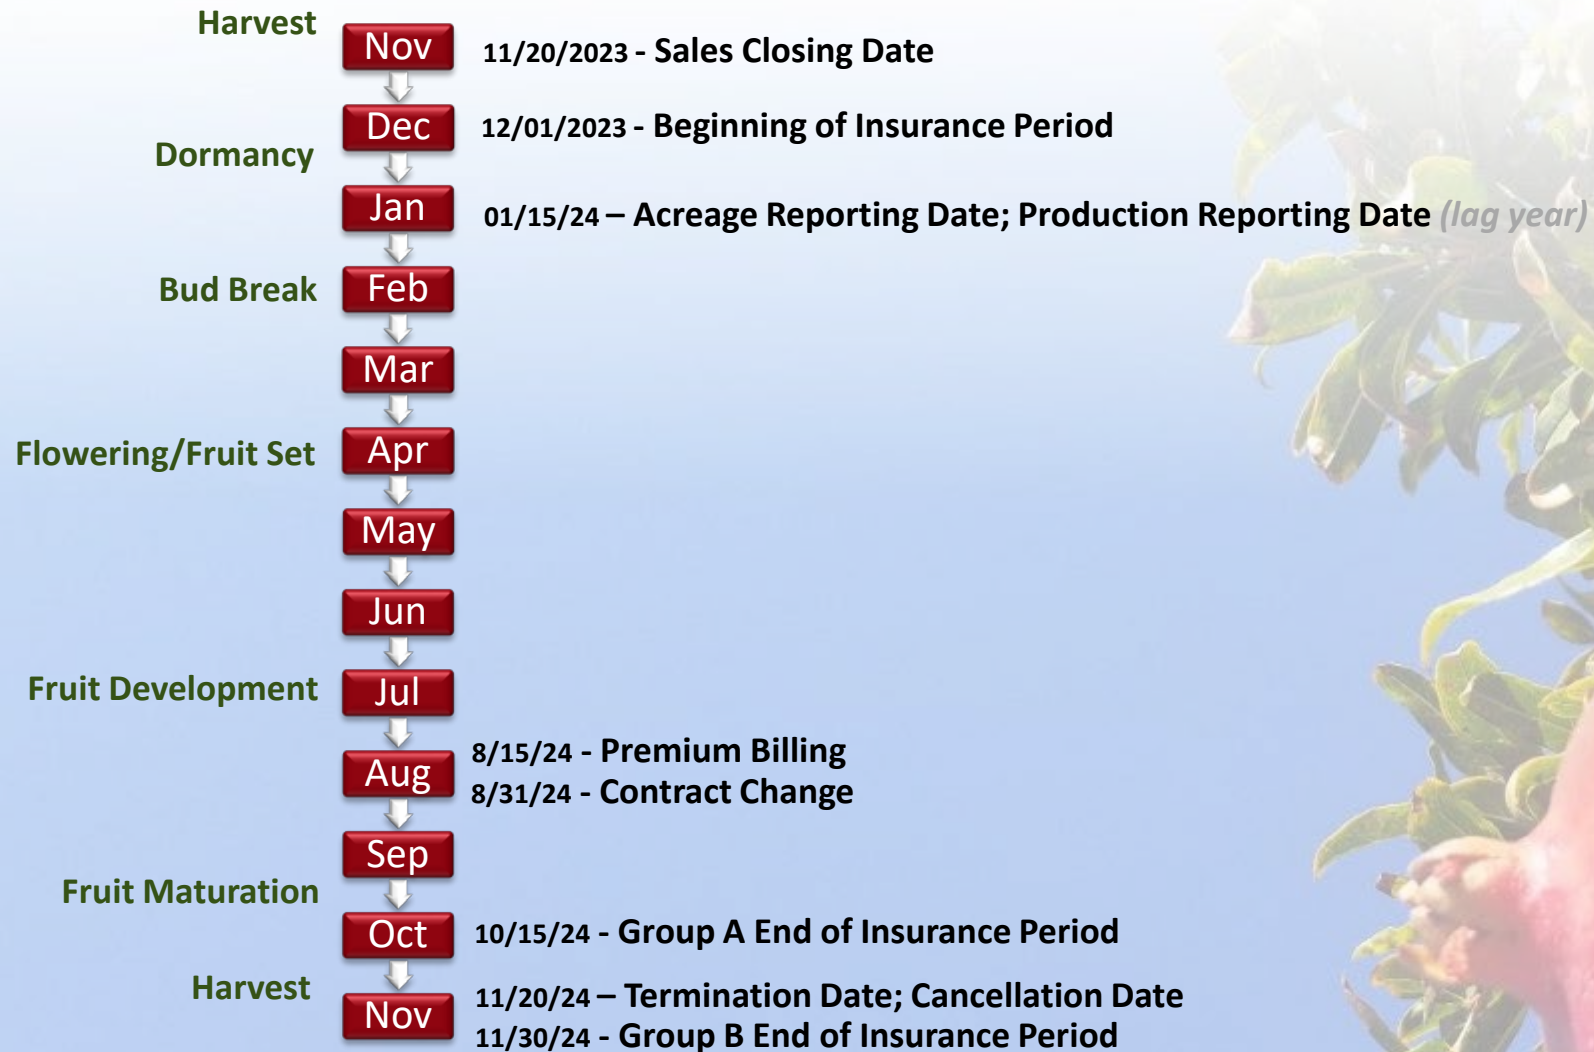 Harvest
Nov
11/20/2023 - Sales Closing Date
Dec
12/01/2023 - Beginning of Insurance Period
Dormancy
Jan
01/15/24 – Acreage Reporting Date; Production Reporting Date (lag year)
Bud Break
Feb
Mar
Flowering/Fruit Set
Apr
May
Jun
Fruit Development
Jul
8/15/24 - Premium Billing
Aug
8/31/24 - Contract Change
Sep
Fruit Maturation
Oct
10/15/24 - Group A End of Insurance Period
Harvest
11/20/24 – Termination Date; Cancellation Date
Nov
11/30/24 - Group B End of Insurance Period